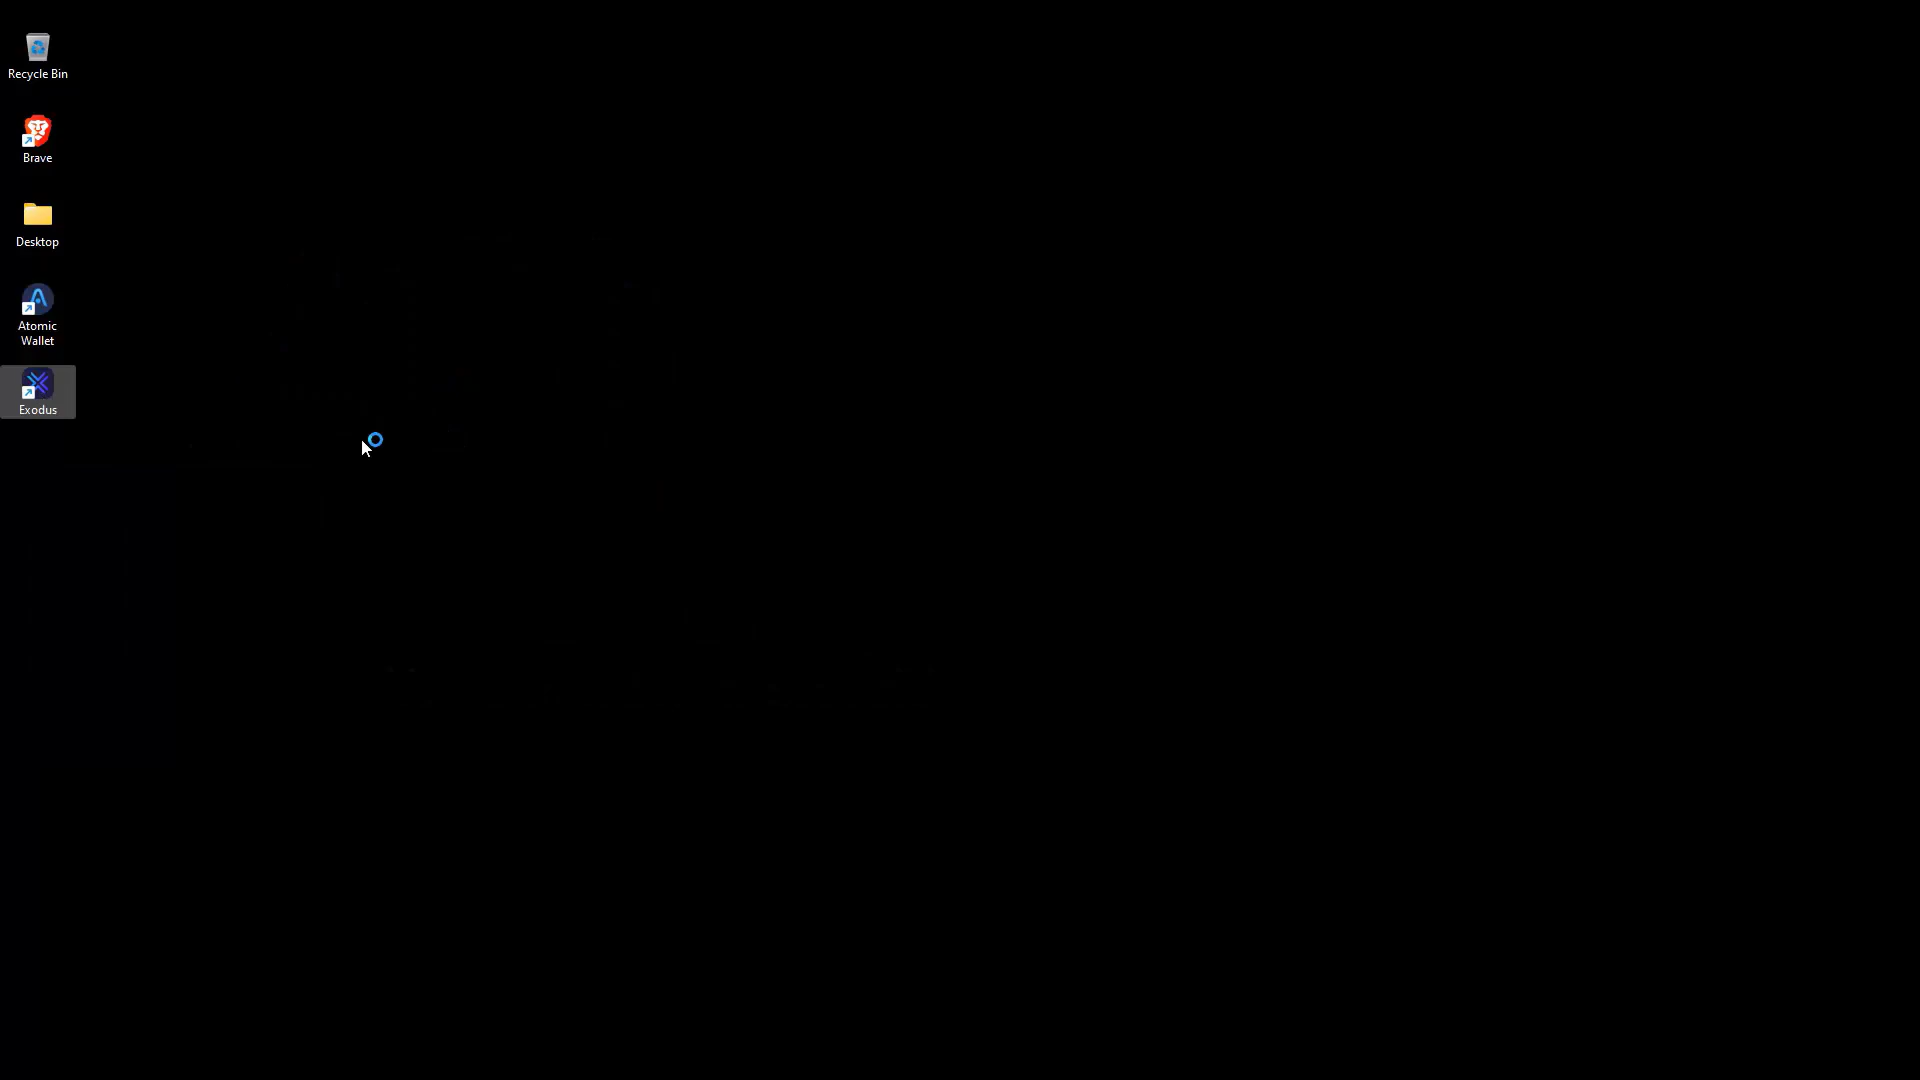 Recycle Bin
Brave
Desktop
Atomic
Wallet
Exodus